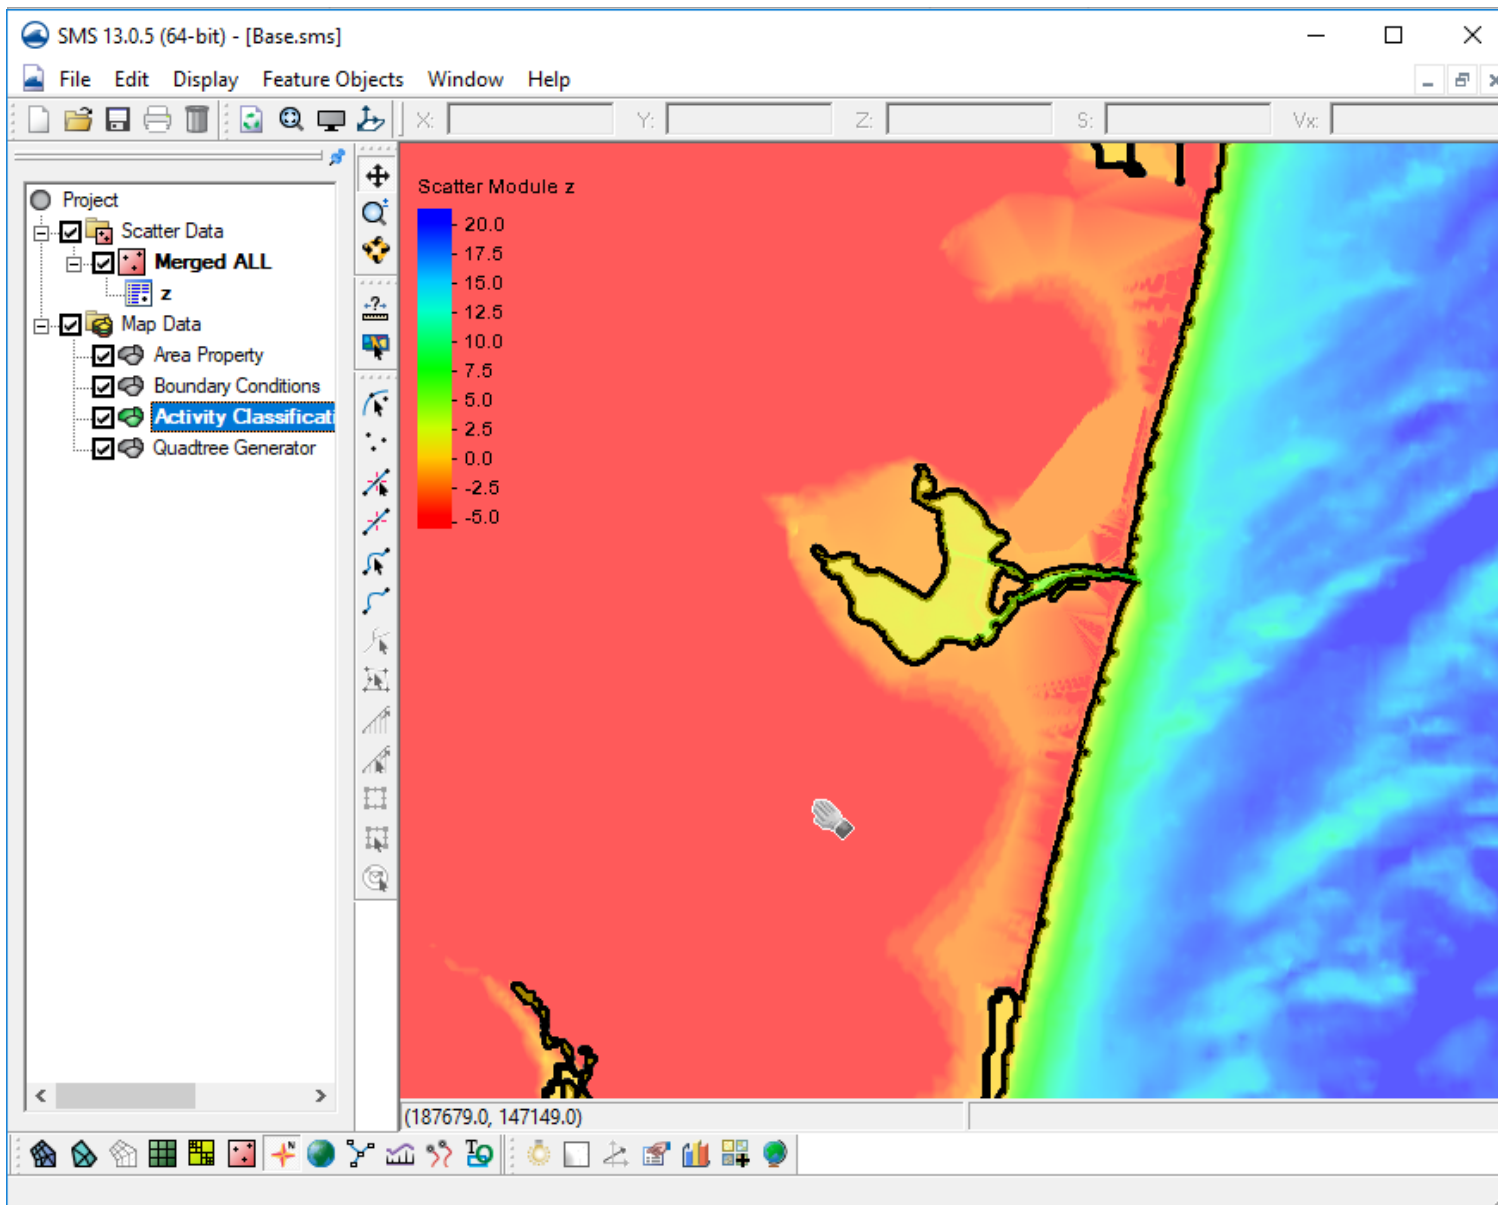 SMS 13.0.5 (64-bit) - [Base.sms]
File Edit Display Feature Objects Window Help
X: Y: Z: S: Vx:
Project
Scatter Data
Merged ALL
z
Map Data
Area Property
Boundary Conditions
Activity Classificati
Quadtree Generator
Scatter Module z
20.0
17.5
15.0
12.5
10.0
7.5
5.0
2.5
0.0
-2.5
-5.0
(187679.0, 147149.0)